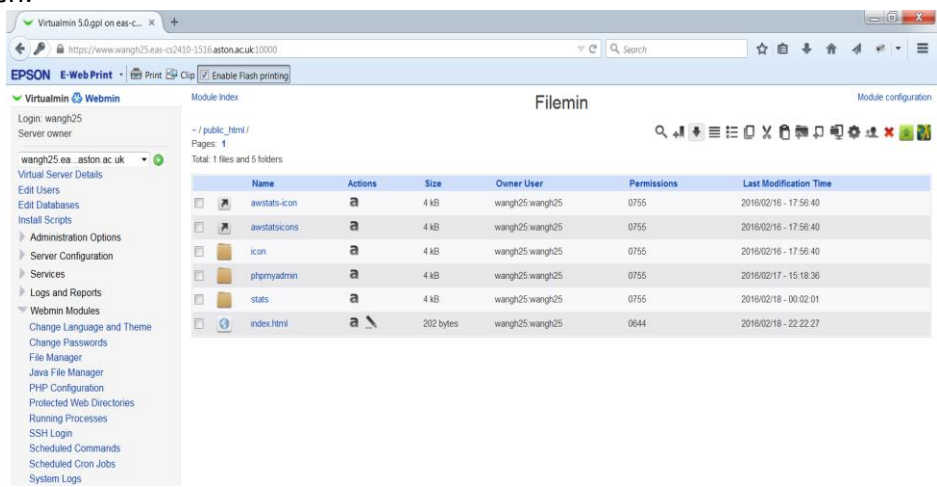 en.
Virtualmin 5.0.gpl on eas-c... × +
https://www.wangh25.eas-cs2410-1516.aston.ac.uk:10000 Search
EPSON E-Web Print Print Clip Enable Flash printing
Virtualmin Webmin
Login: wangh25
Server owner
wangh25.ea...aston.ac.uk
Virtual Server Details
Edit Users
Edit Databases
Install Scripts
Administration Options
Server Configuration
Services
Logs and Reports
Webmin Modules
Change Language and Theme
Change Passwords
File Manager
Java File Manager
PHP Configuration
Protected Web Directories
Running Processes
SSH Login
Scheduled Commands
Scheduled Cron Jobs
System Logs
Module Index Filemin Module configuration
~ / public_html /
Pages: 1
Total: 1 files and 5 folders
Name Actions Size Owner User Permissions Last Modification Time
awstats-icon a 4 kB wangh25:wangh25 0755 2016/02/16 - 17:56:40
awstatsicons a 4 kB wangh25:wangh25 0755 2016/02/16 - 17:56:40
icon a 4 kB wangh25:wangh25 0755 2016/02/16 - 17:56:40
phpmyadmin a 4 kB wangh25:wangh25 0755 2016/02/17 - 15:18:36
stats a 4 kB wangh25:wangh25 0755 2016/02/18 - 00:02:01
index.html a 202 bytes wangh25:wangh25 0644 2016/02/18 - 22:22:27